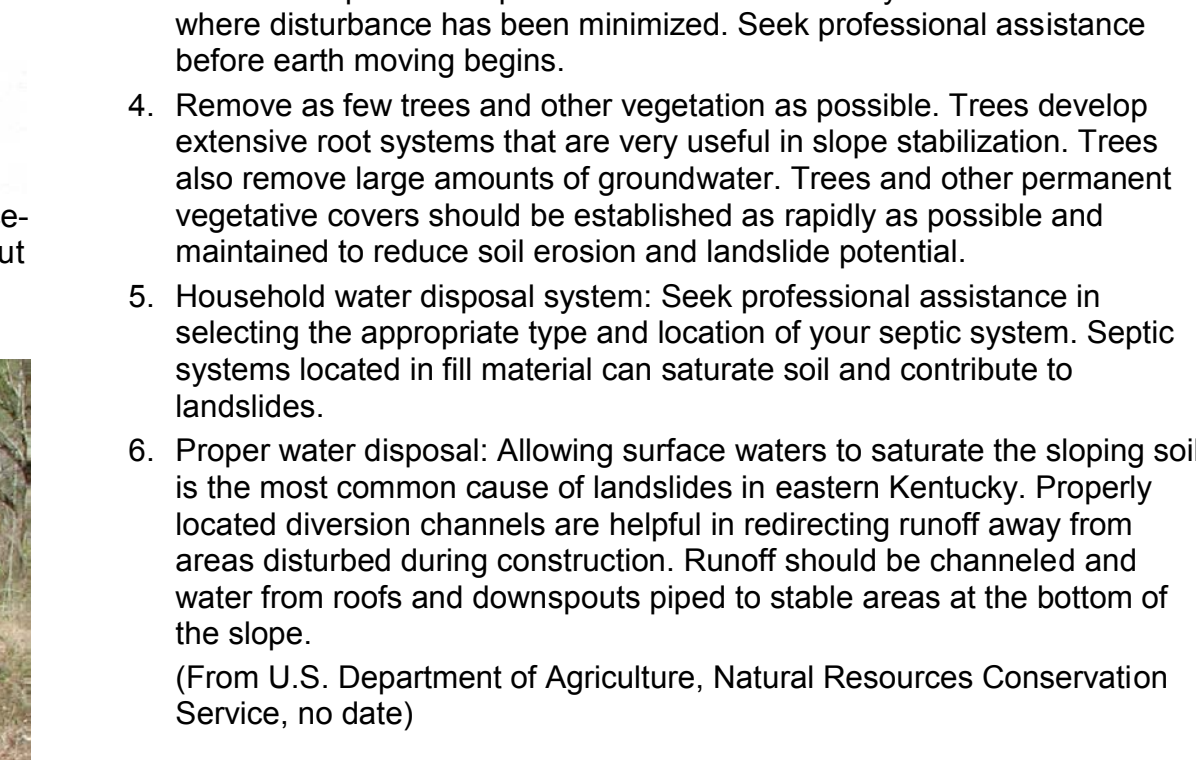 where disturbance has been minimized. Seek professional assistance
before earth moving begins.
4. Remove as few trees and other vegetation as possible. Trees develop
extensive root systems that are very useful in slope stabilization. Trees
also remove large amounts of groundwater. Trees and other permanent
vegetative covers should be established as rapidly as possible and
maintained to reduce soil erosion and landslide potential.
5. Household water disposal system: Seek professional assistance in
selecting the appropriate type and location of your septic system. Septic
systems located in fill material can saturate soil and contribute to
landslides.
6. Proper water disposal: Allowing surface waters to saturate the sloping soil
is the most common cause of landslides in eastern Kentucky. Properly
located diversion channels are helpful in redirecting runoff away from
areas disturbed during construction. Runoff should be channeled and
water from roofs and downspouts piped to stable areas at the bottom of
the slope.
(From U.S. Department of Agriculture, Natural Resources Conservation
Service, no date)